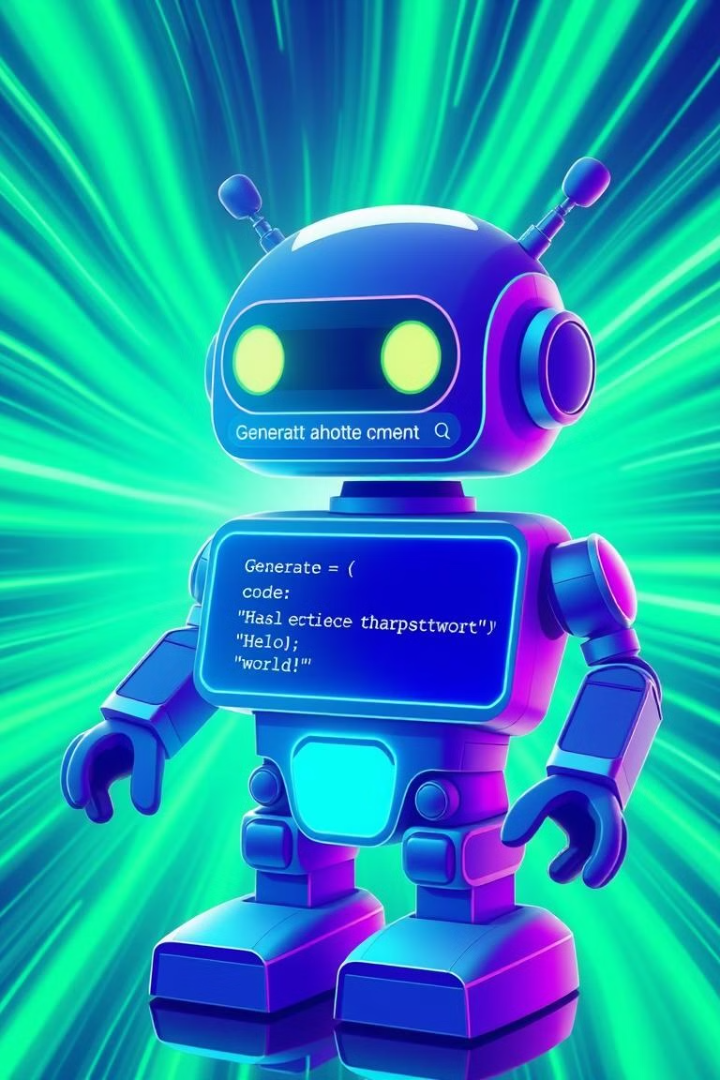 Generatt ahotte cment
Generate = (
code:
"Hasl ectiece tharpsttwort")
"Helo);
"world!"'